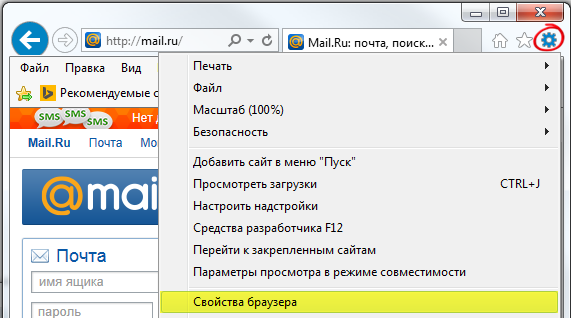 http://mail.ru/
Mail.Ru: почта, поиск...
Файл Правка Вид
Рекомендуемые с
SMS SMS SMS Нет д
Mail.Ru Почта Мо
@mai
Почта
имя ящика
пароль
Печать
Файл
Масштаб (100%)
Безопасность
Добавить сайт в меню "Пуск"
Просмотреть загрузки CTRL+J
Настроить надстройки
Средства разработчика F12
Перейти к закрепленным сайтам
Параметры просмотра в режиме совместимости
Свойства браузера